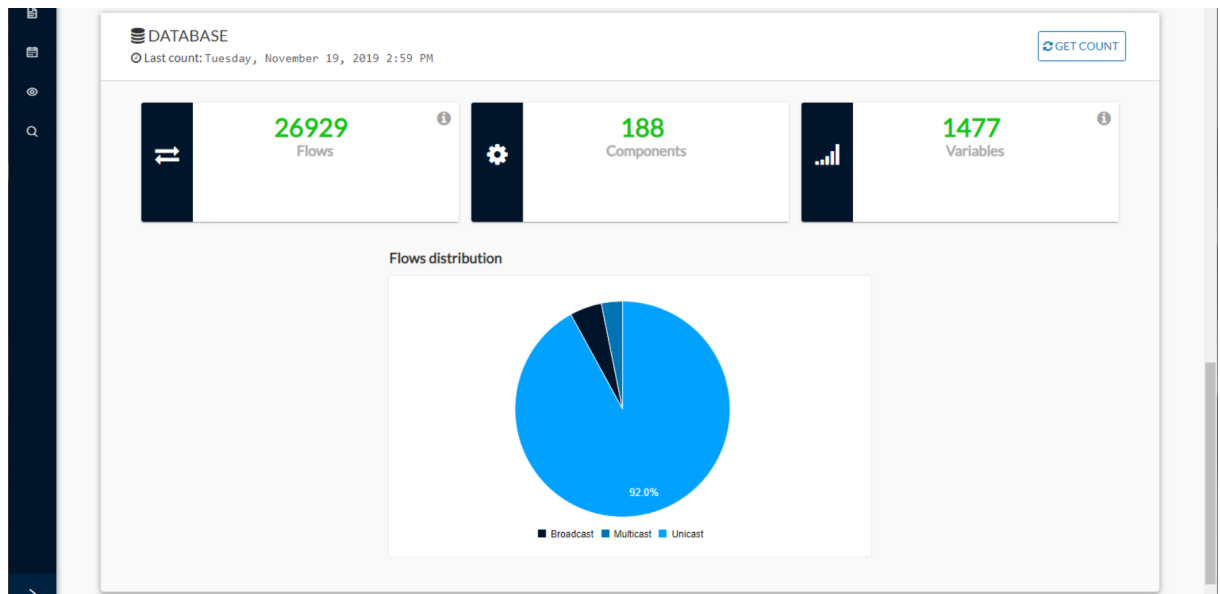 DATABASE
Last count: Tuesday, November 19, 2019 2:59 PM
GET COUNT
26929
Flows
188
Components
1477
Variables
Flows distribution
92.0%
Broadcast Multicast Unicast